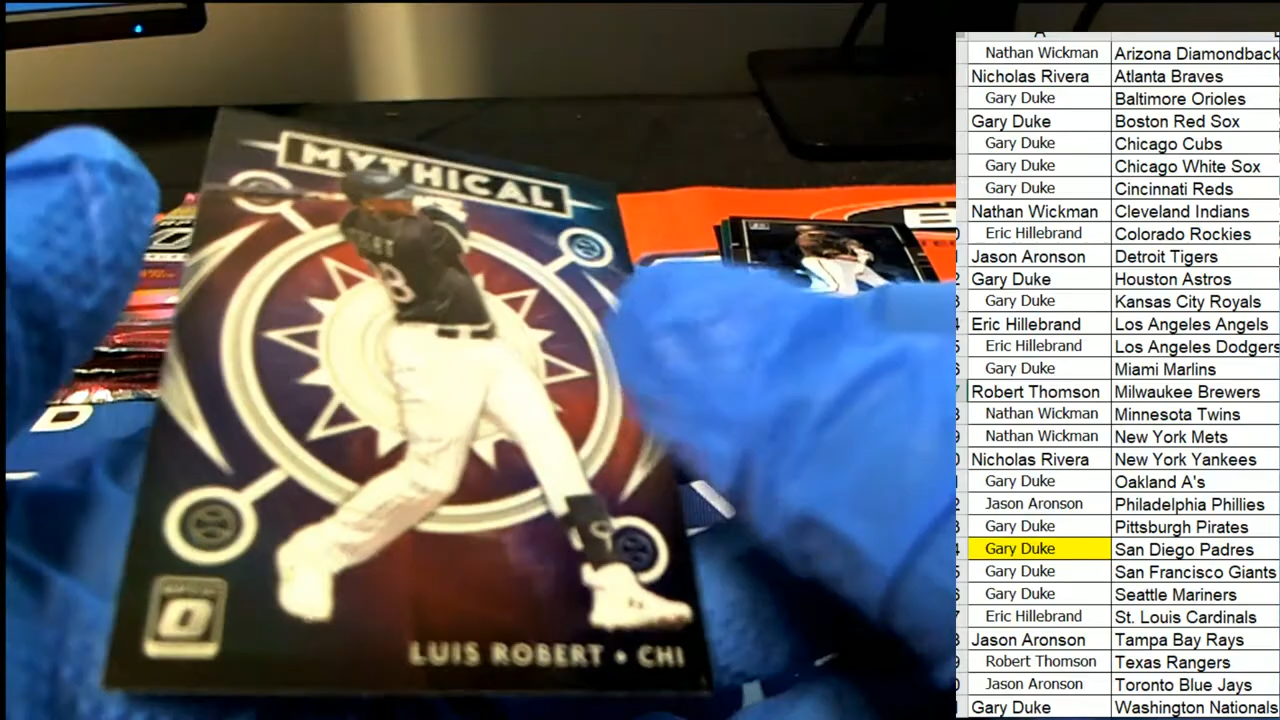 MYTHICAL
88
LUIS ROBERT • CHI
A
Nathan Wickman Arizona Diamondback
Nicholas Rivera Atlanta Braves
Gary Duke Baltimore Orioles
Gary Duke Boston Red Sox
Gary Duke Chicago Cubs
Gary Duke Chicago White Sox
Gary Duke Cincinnati Reds
Nathan Wickman Cleveland Indians
Eric Hillebrand Colorado Rockies
Jason Aronson Detroit Tigers
Gary Duke Houston Astros
Gary Duke Kansas City Royals
Eric Hillebrand Los Angeles Angels
Eric Hillebrand Los Angeles Dodgers
Gary Duke Miami Marlins
Robert Thomson Milwaukee Brewers
Nathan Wickman Minnesota Twins
Nathan Wickman New York Mets
Nicholas Rivera New York Yankees
Gary Duke Oakland A's
Jason Aronson Philadelphia Phillies
Gary Duke Pittsburgh Pirates
Gary Duke San Diego Padres
Gary Duke San Francisco Giants
Gary Duke Seattle Mariners
Eric Hillebrand St. Louis Cardinals
Jason Aronson Tampa Bay Rays
Robert Thomson Texas Rangers
Jason Aronson Toronto Blue Jays
Gary Duke Washington Nationals